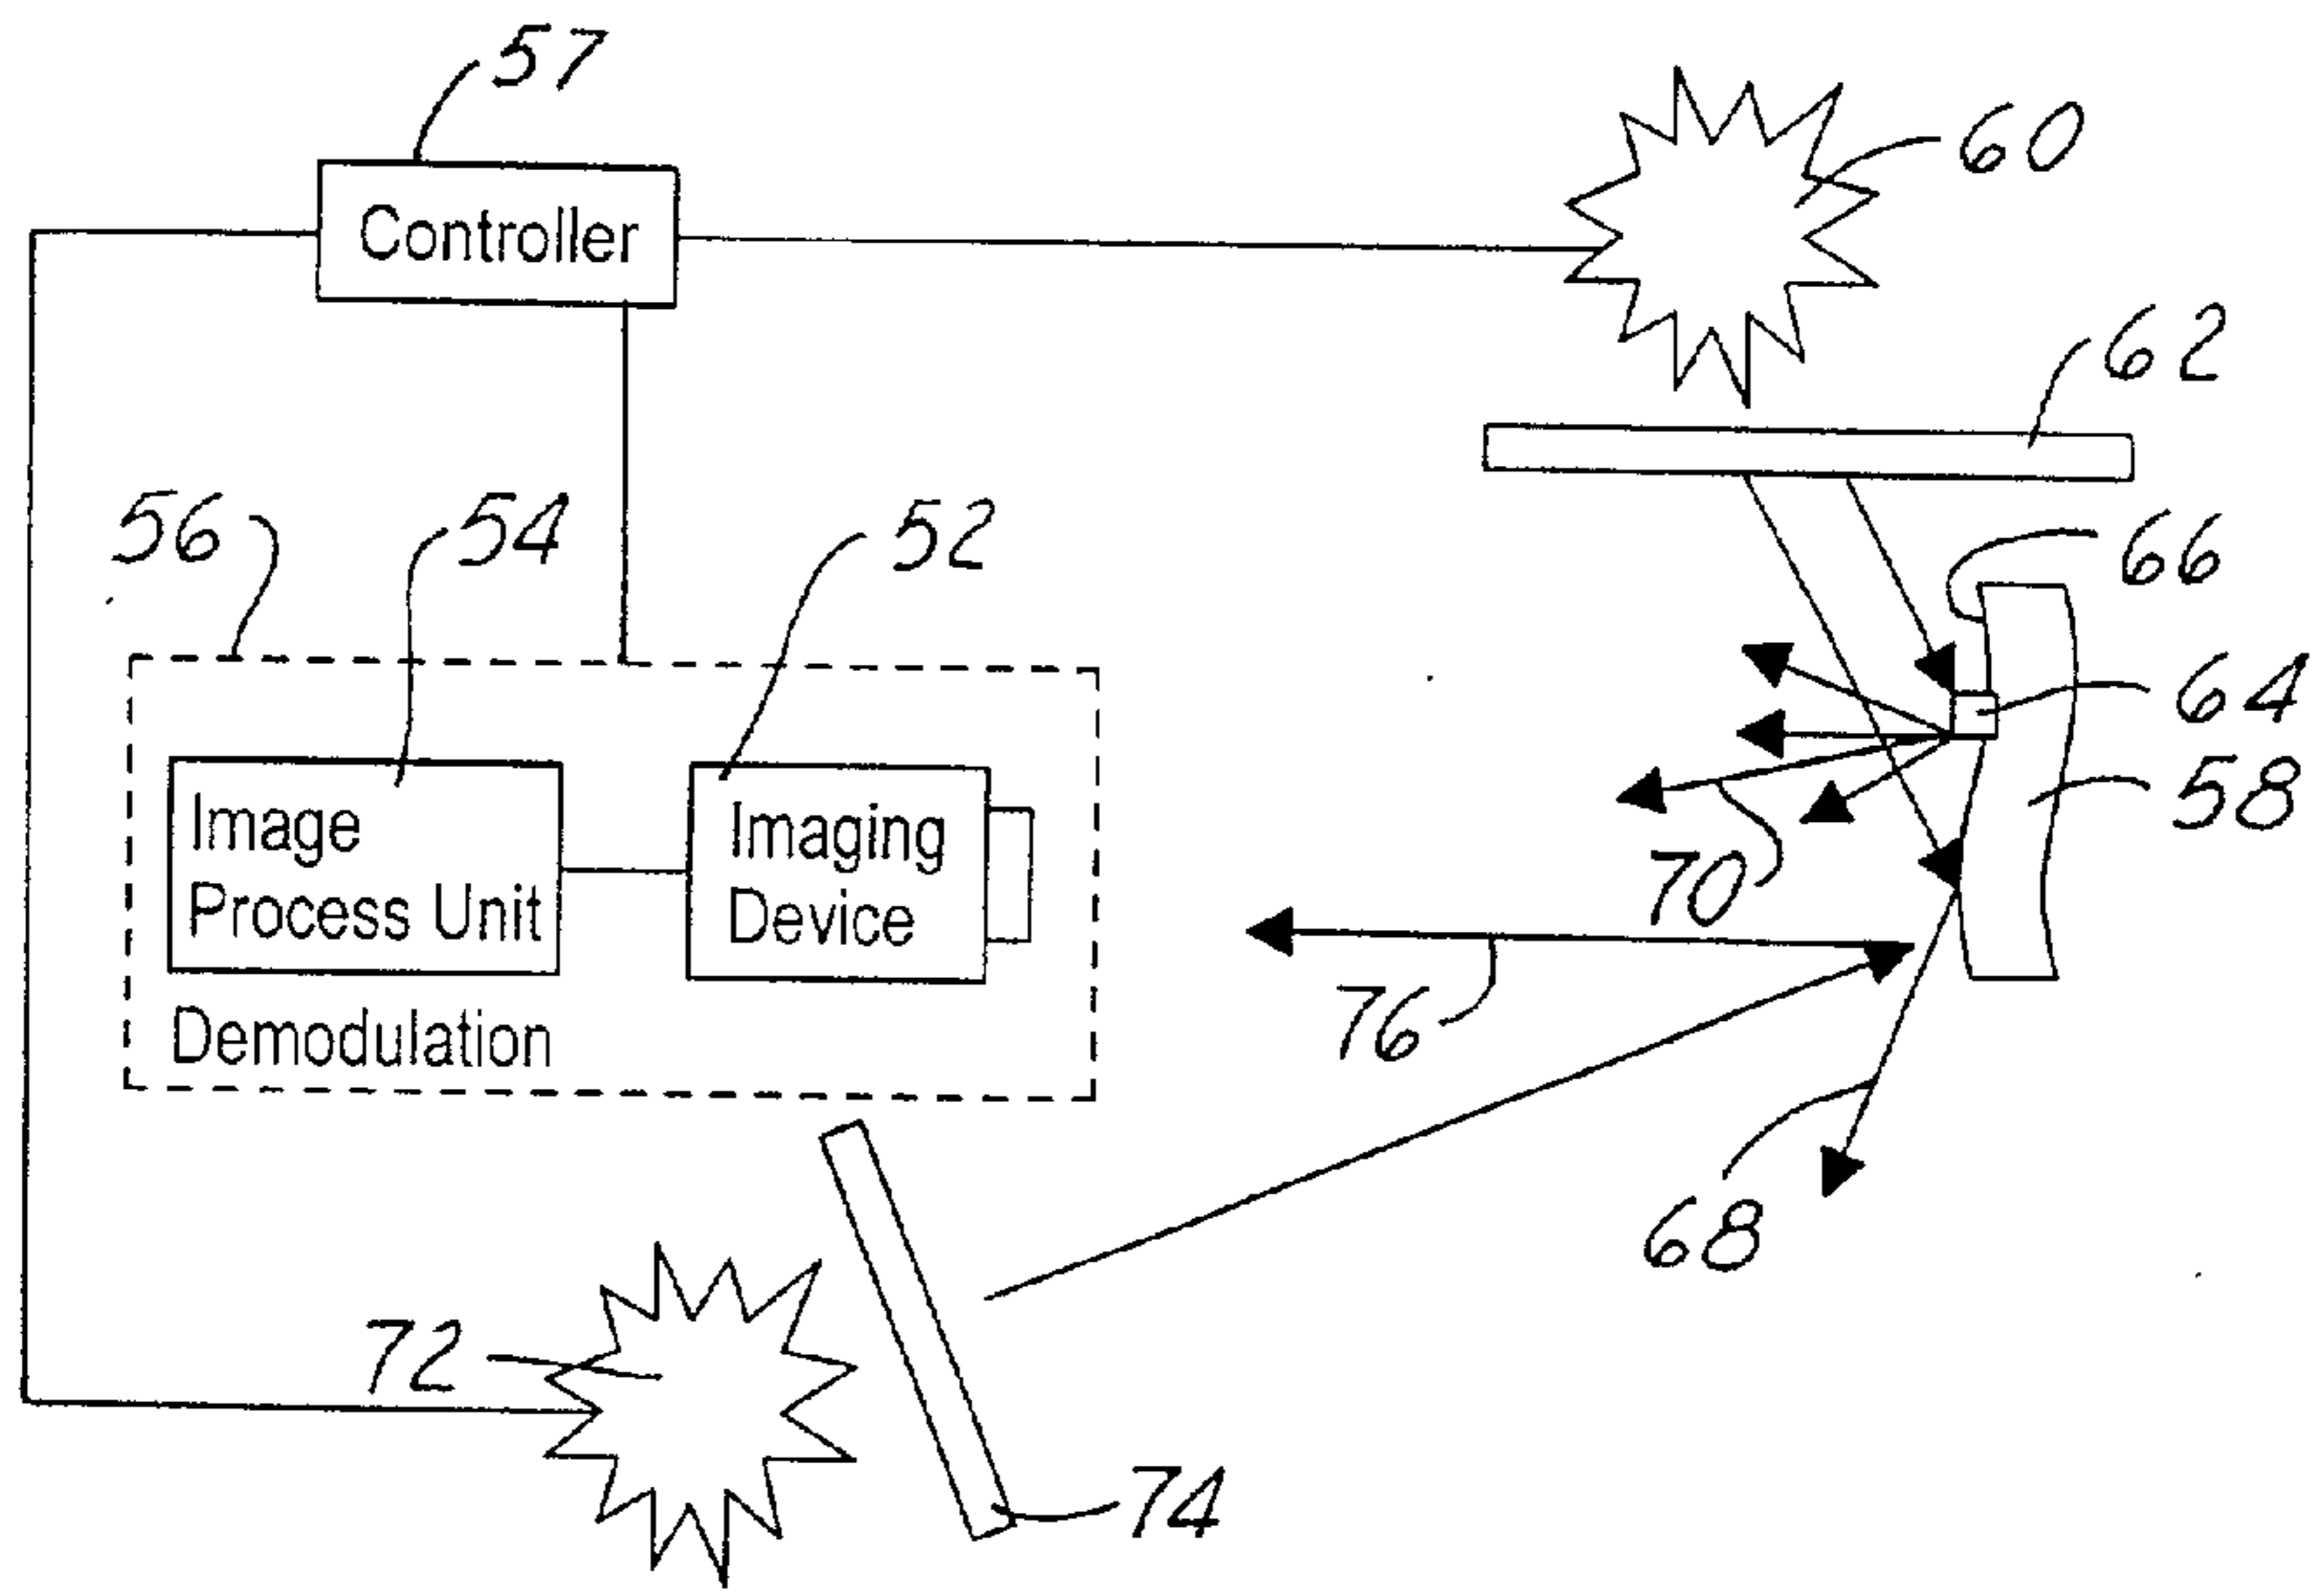 57
Controller
60
62
56
54
52
66
64
58
Image
Process Unit
Imaging
Device
70
76
Demodulation
68
72
74